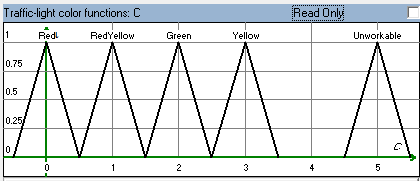 Traffic-light color functions: C Read Only
1 Red RedYellow Green Yellow Unworkable
0.75
0.5
0.25
0 C
0 1 2 3 4 5